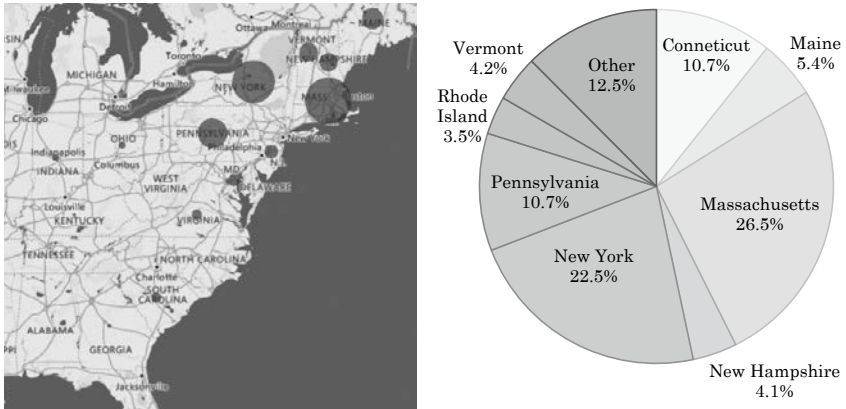 Ottawa
Montreal
MAINE
VERMONT
Toronto
NEW HAMPSHIRE
MICHIGAN
Hamilton
NEW YORK
MASS
Milwaukee
Detroit
Chicago
PENNSYLVANIA
New York
OHIO
Philadelphia
Indianapolis
Columbus
MD
INDIANA
WEST
VIRGINIA
DELAWARE
Louisville
KENTUCKY
VIRGINIA
TENNESSEE
NORTH CAROLINA
Charlotte
SOUTH
CAROLINA
ALABAMA
GEORGIA
Jacksonville
Conneticut
10.7%
Maine
5.4%
Massachusetts
26.5%
New Hampshire
4.1%
New York
22.5%
Pennsylvania
10.7%
Rhode
Island
3.5%
Vermont
4.2%
Other
12.5%